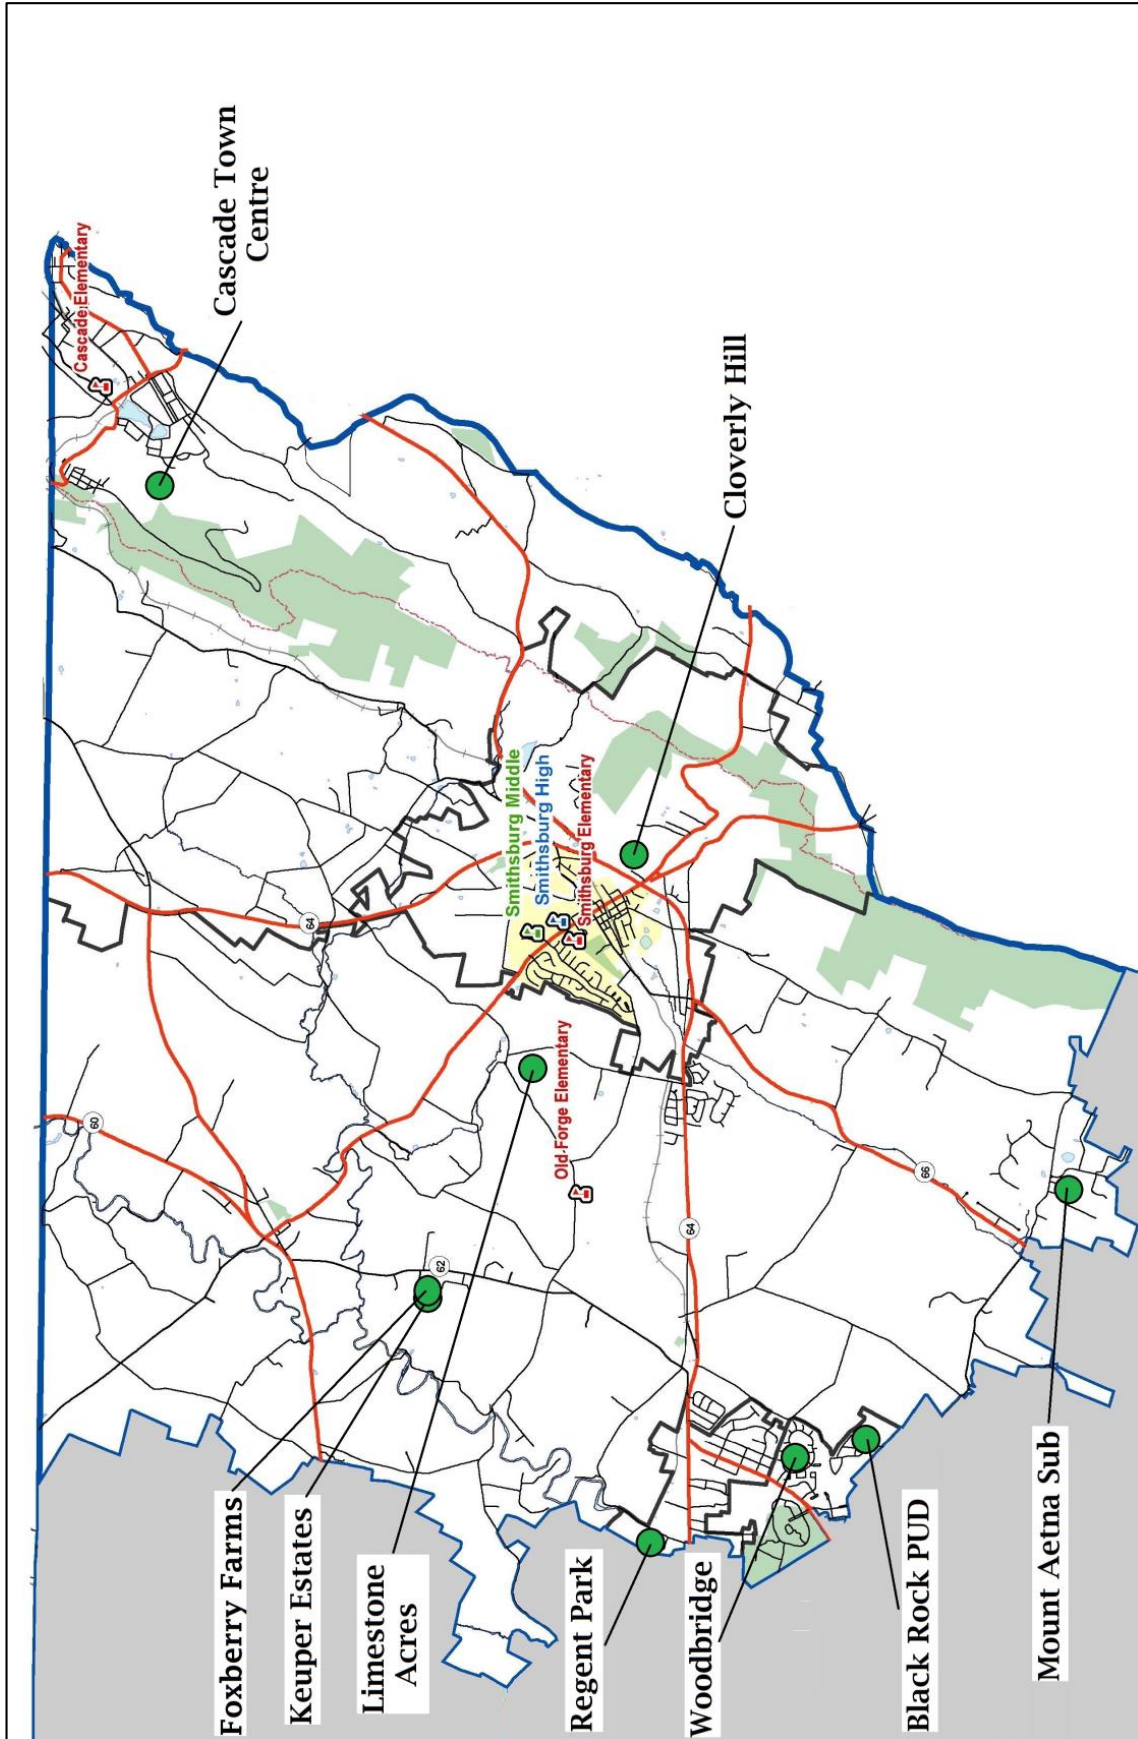 Cascade Elementary
Cascade Town
Centre
Cloverly Hill
Smithsburg Middle
Smithsburg High
Smithsburg Elementary
Old Forge Elementary
64
60
62
64
66
Foxberry Farms
Keuper Estates
Limestone
Acres
Regent Park
Woodbridge
Black Rock PUD
Mount Aetna Sub